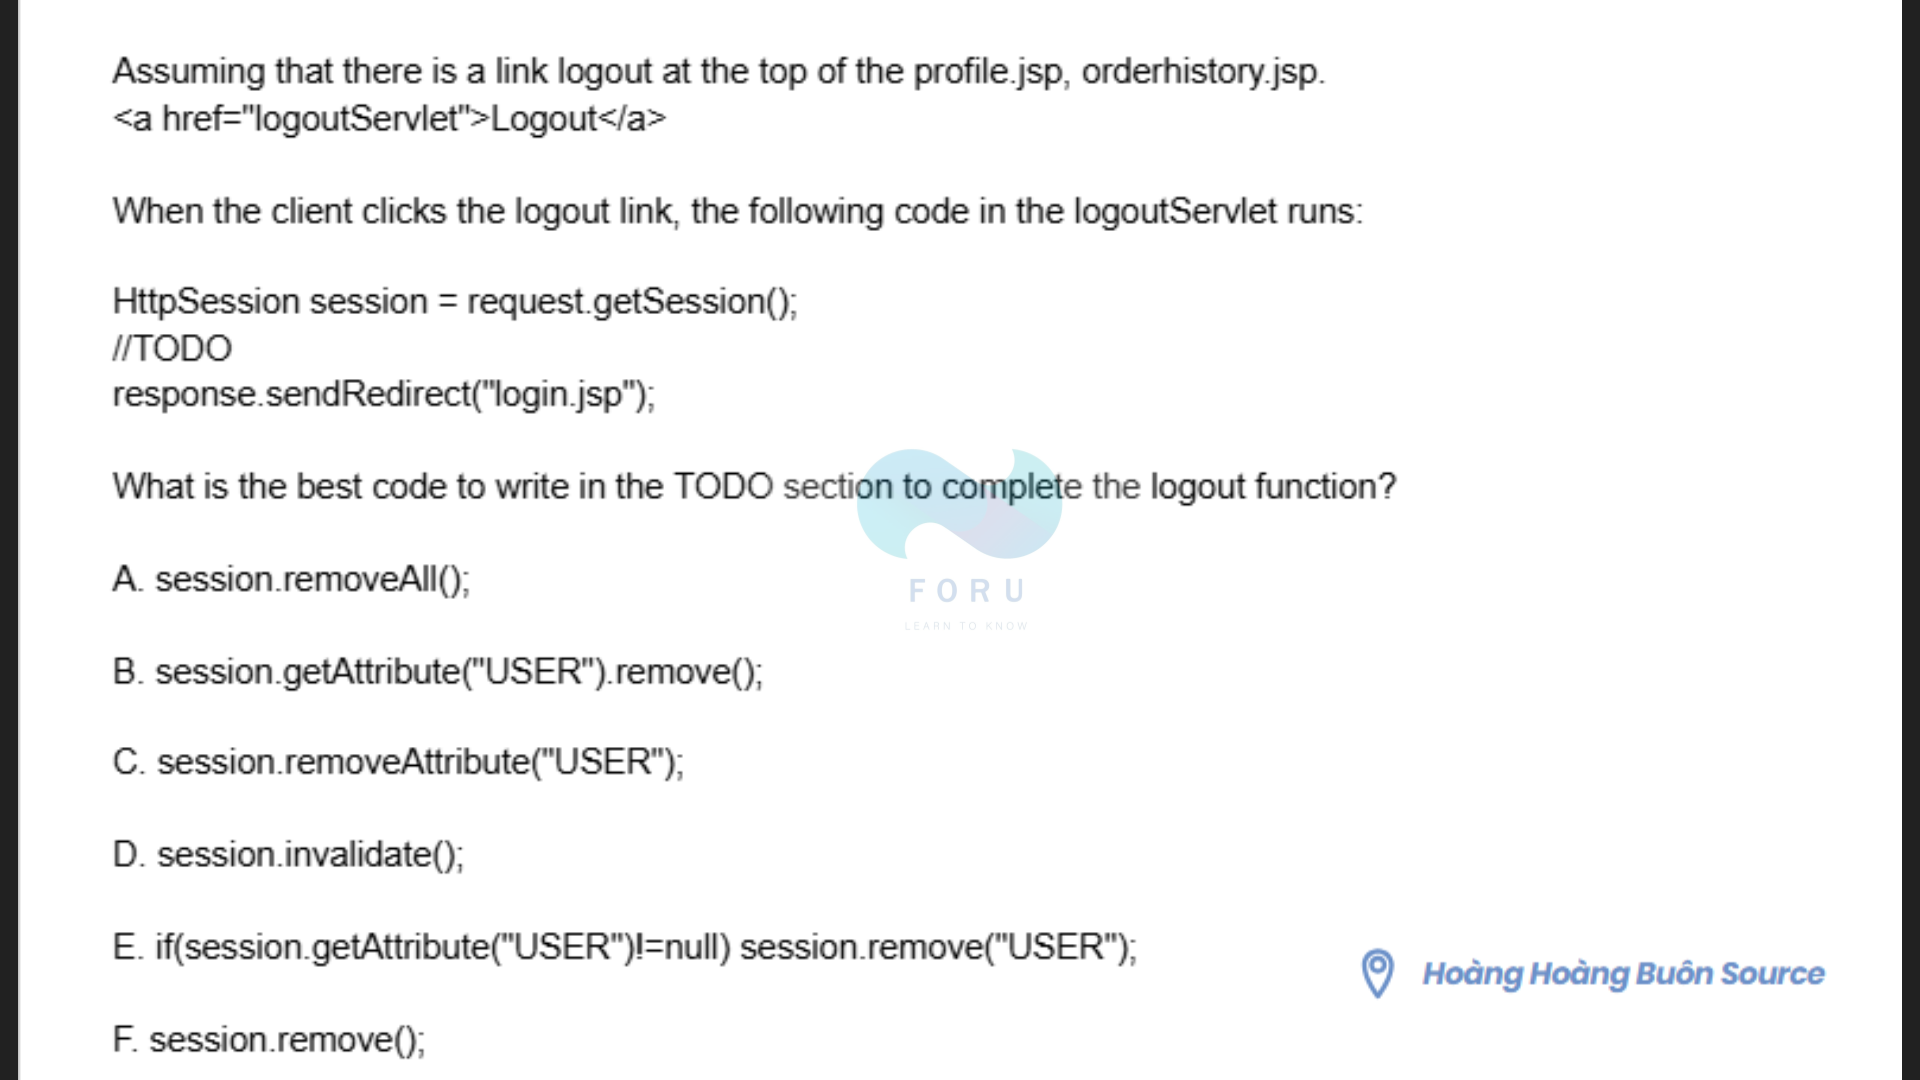 Assuming that there is a link logout at the top of the profile.jsp, orderhistory.jsp.
<a href="logoutServlet">Logout</a>
When the client clicks the logout link, the following code in the logoutServlet runs:
HttpSession session = request.getSession();
//TODO
response.sendRedirect("login.jsp");
What is the best code to write in the TODO section to complete the logout function?
A. session.removeAll();
FORU
LEARN TO KNOW
B. session.getAttribute("USER").remove();
C. session.removeAttribute("USER");
D. session.invalidate();
E. if(session.getAttribute("USER")!=null) session.remove("USER");
Hoàng Hoàng Buôn Source
F. session.remove();